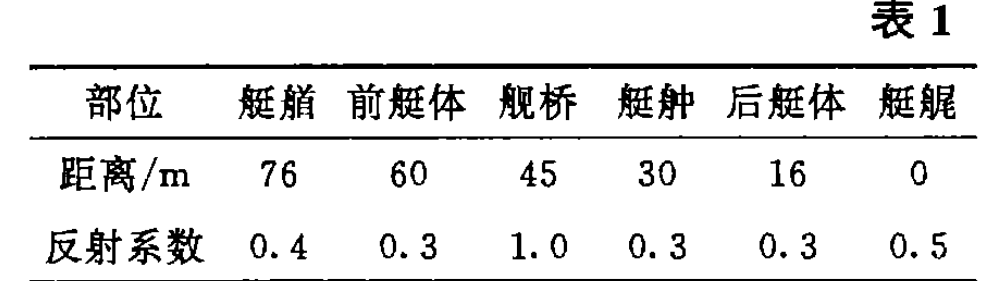 表 1
部位 艇艏 前艇体 舰桥 艇舯 后艇体 艇艉
距离/m 76 60 45 30 16 0
反射系数 0.4 0.3 1.0 0.3 0.3 0.5